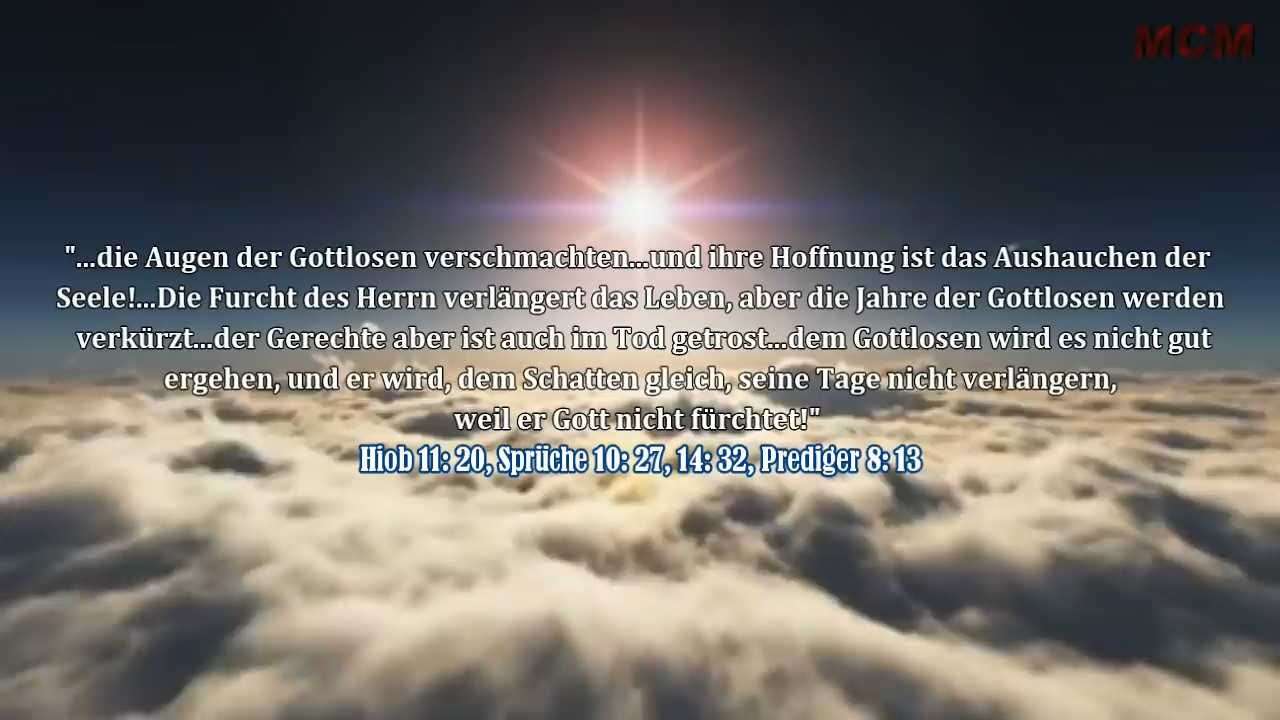 MCM
"...die Augen der Gottlosen verschmachten...und ihre Hoffnung ist das Aushauchen der
Seele!...Die Furcht des Herrn verlängert das Leben, aber die Jahre der Gottlosen werden
verkürzt...der Gerechte aber ist auch im Tod getrost...dem Gottlosen wird es nicht gut
ergehen, und er wird, dem Schatten gleich, seine Tage nicht verlängern,
weil er Gott nicht fürchtet!"
Hiob 11: 20, Sprüche 10: 27, 14: 32, Prediger 8: 13